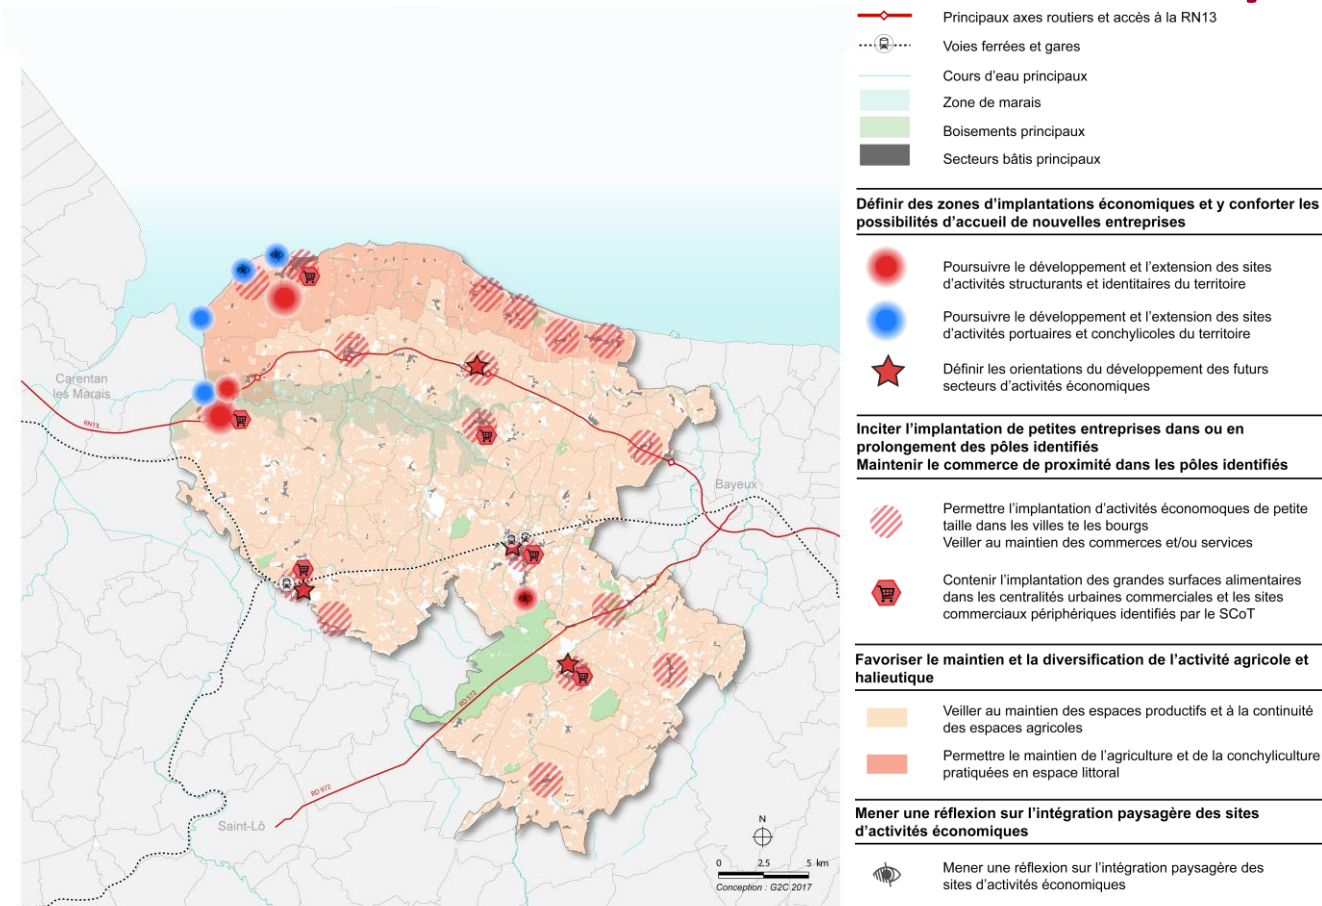 Principaux axes routiers et accès à la RN13
Voies ferrées et gares
Cours d'eau principaux
Zone de marais
Boisements principaux
Secteurs bâtis principaux
Définir des zones d'implantations économiques et y conforter les
possibilités d'accueil de nouvelles entreprises
Poursuivre le développement et l'extension des sites
d'activités structurants et identitaires du territoire
Poursuivre le développement et l'extension des sites
d'activités portuaires et conchylicoles du territoire
Définir les orientations du développement des futurs
secteurs d'activités économiques
Inciter l'implantation de petites entreprises dans ou en
prolongement des pôles identifiés
Maintenir le commerce de proximité dans les pôles identifiés
Permettre l'implantation d'activités économoques de petite
taille dans les villes te les bourgs
Veiller au maintien des commerces et/ou services
Contenir l'implantation des grandes surfaces alimentaires
dans les centralités urbaines commerciales et les sites
commerciaux périphériques identifiés par le SCoT
Favoriser le maintien et la diversification de l'activité agricole et
halieutique
Veiller au maintien des espaces productifs et à la continuité
des espaces agricoles
Permettre le maintien de l'agriculture et de la conchyliculture
pratiquées en espace littoral
Mener une réflexion sur l'intégration paysagère des sites
d'activités économiques
Mener une réflexion sur l'intégration paysagère des
sites d'activités économiques
Carentan
les Marais
RN13
Bayeux
RD 572
RD 972
Saint-Lô
N
0 2.5 5 km
Conception : G2C 2017